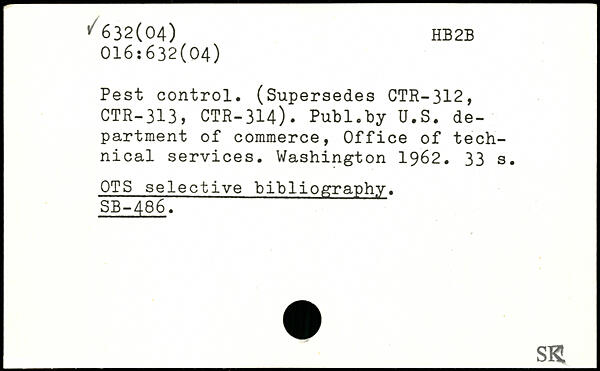 ✓632(04) HB2B
016:632(04)
Pest control. (Supersedes CTR-312,
CTR-313, CTR-314). Publ.by U.S. de-
partment of commerce, Office of tech-
nical services. Washington 1962. 33 s.
OTS selective bibliography.
SB-486.
SK